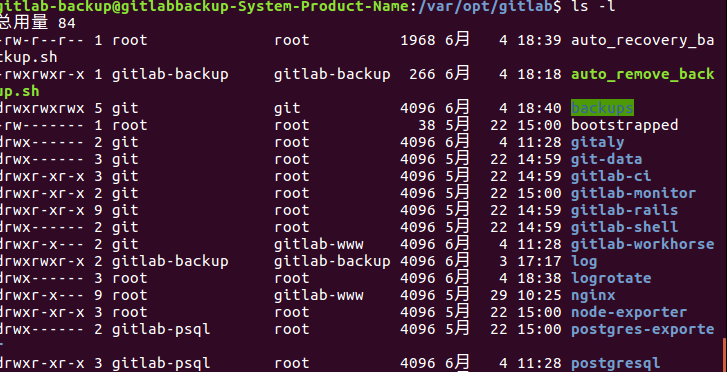 gitlab-backup@gitlabbackup-System-Product-Name:/var/opt/gitlab$ ls -l
总用量 84
-rw-r--r-- 1 root root 1968 6月 4 18:39 auto_recovery_ba
ckup.sh
-rwxrwxr-x 1 gitlab-backup gitlab-backup 266 6月 4 18:18 auto_remove_back
up.sh
drwxrwxrwx 5 git git 4096 6月 4 18:40 backups
-rw------- 1 root root 38 5月 22 15:00 bootstrapped
drwx------ 2 git root 4096 6月 4 11:28 gitaly
drwx------ 3 git root 4096 5月 22 14:59 git-data
drwxr-xr-x 3 git root 4096 5月 22 14:59 gitlab-ci
drwxr-xr-x 2 git root 4096 5月 22 15:00 gitlab-monitor
drwxr-xr-x 9 git root 4096 5月 22 14:59 gitlab-rails
drwx------ 2 git root 4096 5月 22 14:59 gitlab-shell
drwxr-x--- 2 git gitlab-www 4096 6月 4 11:28 gitlab-workhorse
drwxrwxr-x 2 gitlab-backup gitlab-backup 4096 6月 3 17:17 log
drwx------ 3 root root 4096 6月 4 18:38 logrotate
drwxr-x--- 9 root gitlab-www 4096 5月 29 10:25 nginx
drwxr-xr-x 3 root root 4096 5月 22 15:00 node-exporter
drwx------ 2 gitlab-psql root 4096 5月 22 15:00 postgres-exporte
r
drwxr-xr-x 3 gitlab-psql root 4096 6月 4 11:28 postgresql